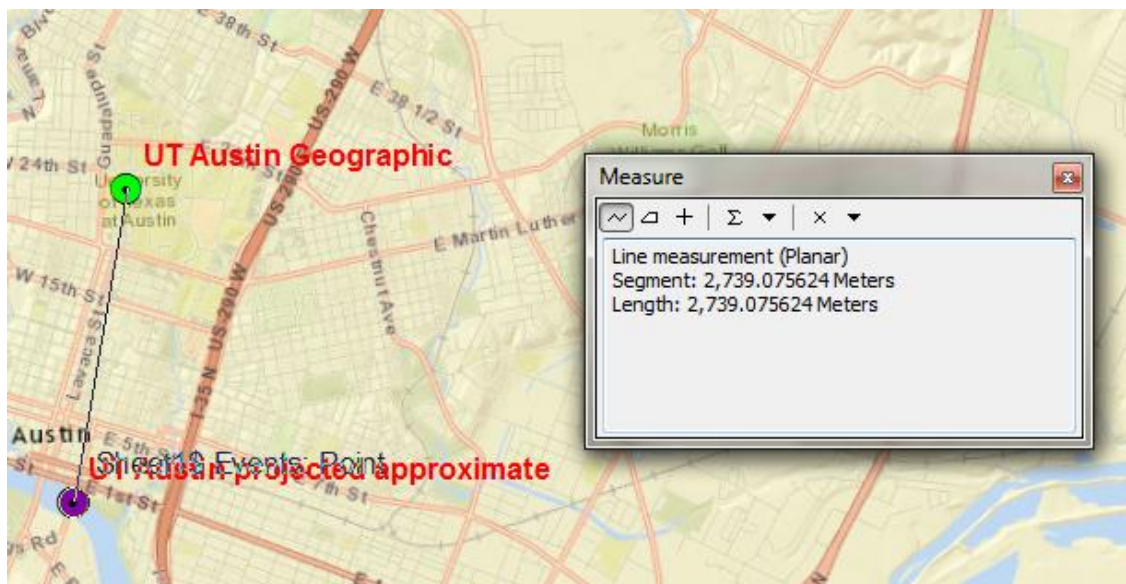 38th St
E 38 1/2 St
US-290 W
Guadalupe St
W 24th St
UT Austin Geographic
University
of Texas
at Austin
Morris
US-290 W
Chestnut Ave
E Martin Luther
W 15th St
Lavaca St
I-35 N US-290 W
Austin
E 5th St
Sheet1$ Events: Point
UT Austin projected approximate
E 7th St
E 1st St
Measure
Line measurement (Planar)
Segment: 2,739.075624 Meters
Length: 2,739.075624 Meters